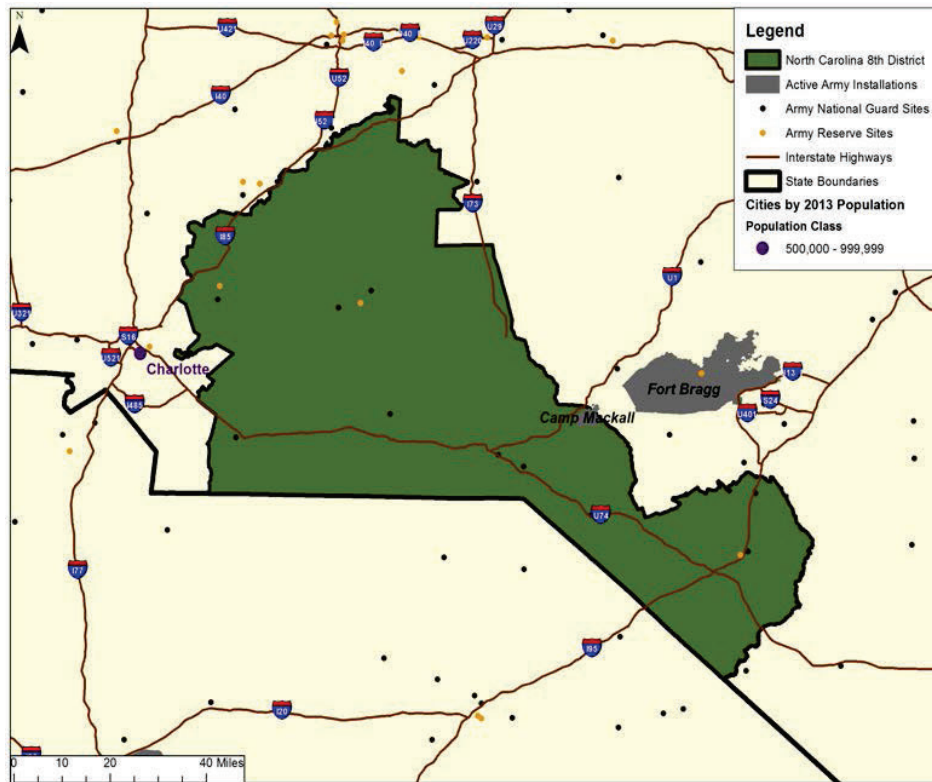 N
U421
I40
I40
U29
U220
U52
I40
I52
I73
I85
U1
U321
S16
U521
Charlotte
I485
Fort Bragg
I13
S24
U401
Camp Mackall
U74
I77
I95
I20
0 10 20 40 Miles
Legend
North Carolina 8th District
Active Army Installations
Army National Guard Sites
Army Reserve Sites
Interstate Highways
State Boundaries
Cities by 2013 Population
Population Class
500,000 - 999,999